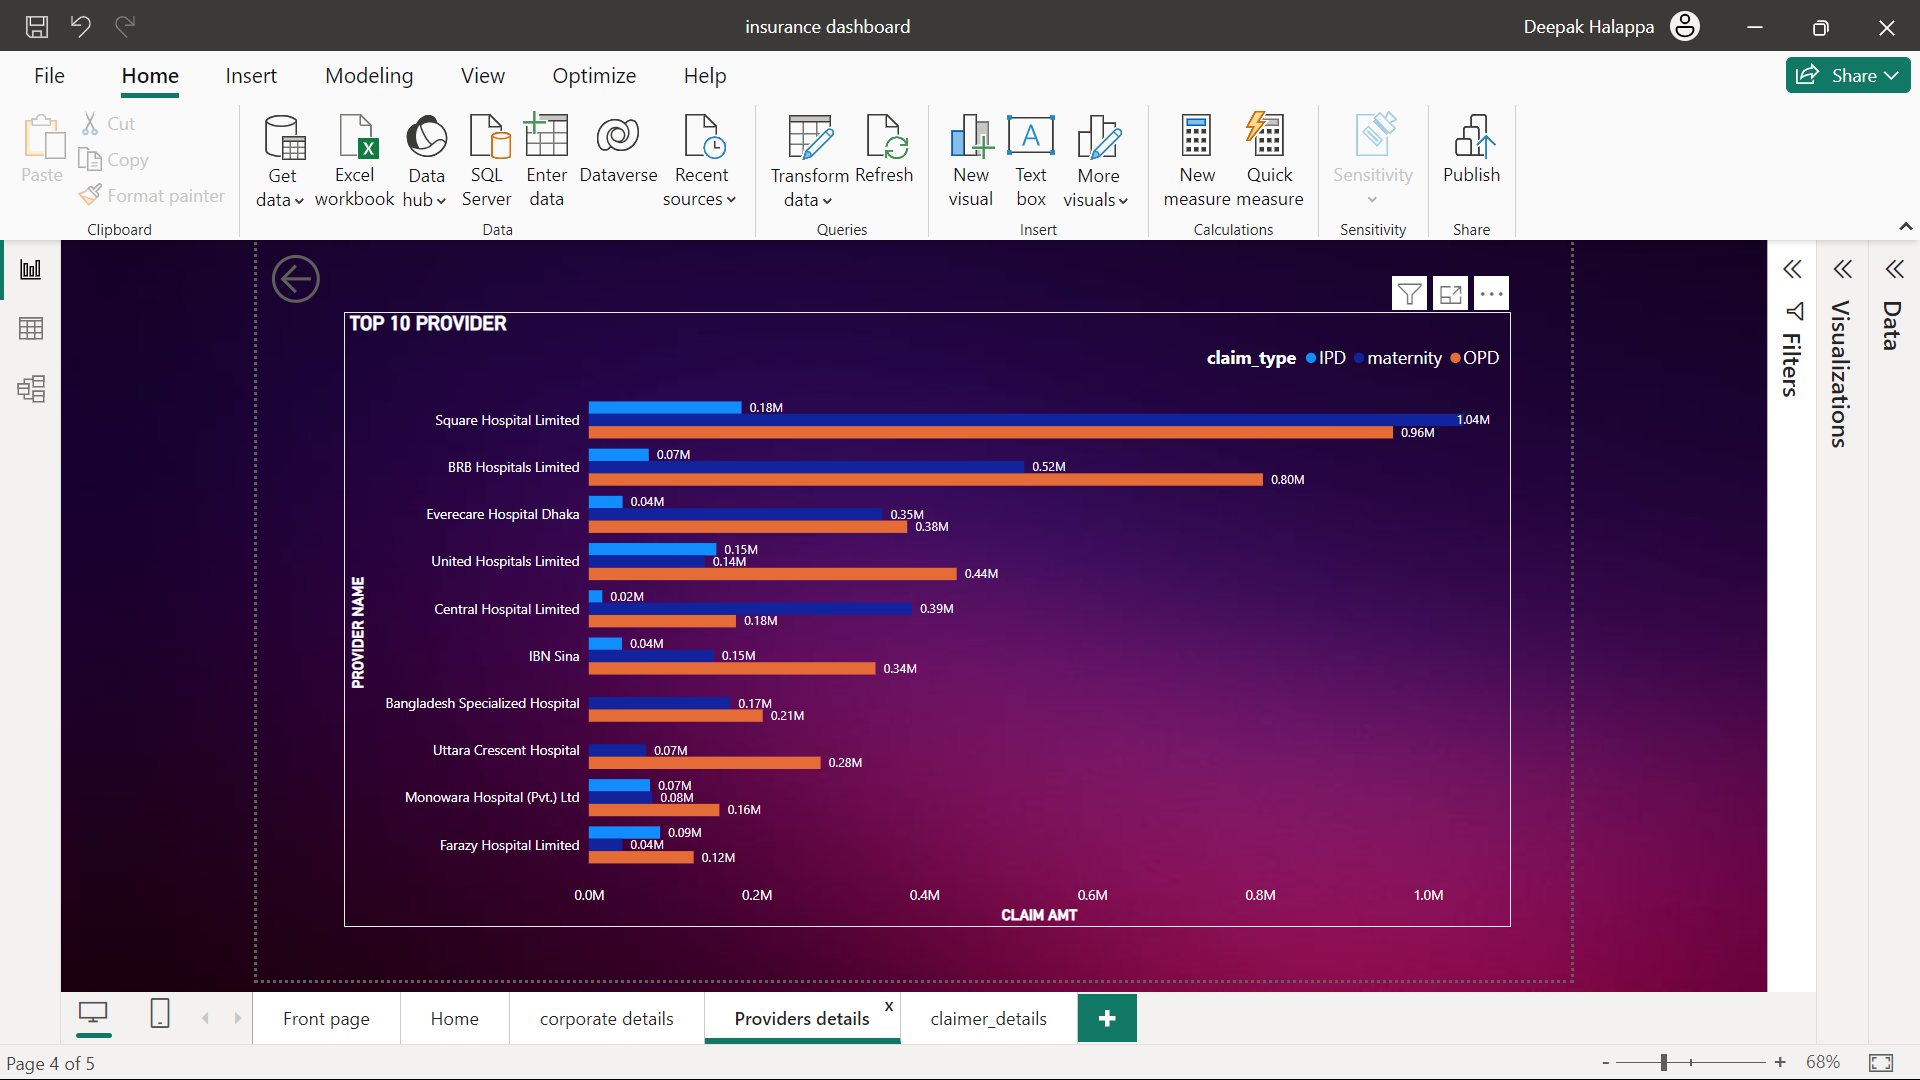 insurance dashboard
Deepak Halappa
File Home Insert Modeling View Optimize Help
Share
Paste
Cut
Copy
Format painter
Clipboard
Get data
Excel workbook
Data hub
SQL Server
Enter data
Dataverse
Recent sources
Data
Transform data
Refresh
Queries
New visual
Text box
More visuals
Insert
New measure
Quick measure
Calculations
Sensitivity
Sensitivity
Publish
Share
TOP 10 PROVIDER
claim_type IPD maternity OPD
PROVIDER NAME
Square Hospital Limited
0.18M
1.04M
0.96M
BRB Hospitals Limited
0.07M
0.52M
0.80M
Everecare Hospital Dhaka
0.04M
0.35M
0.38M
United Hospitals Limited
0.15M
0.14M
0.44M
Central Hospital Limited
0.02M
0.39M
0.18M
IBN Sina
0.04M
0.15M
0.34M
Bangladesh Specialized Hospital
0.17M
0.21M
Uttara Crescent Hospital
0.07M
0.28M
Monowara Hospital (Pvt.) Ltd
0.07M
0.08M
0.16M
Farazy Hospital Limited
0.09M
0.04M
0.12M
0.0M 0.2M 0.4M 0.6M 0.8M 1.0M
CLAIM AMT
Filters
Visualizations
Data
Front page Home corporate details Providers details x claimer_details +
Page 4 of 5
- + 68%